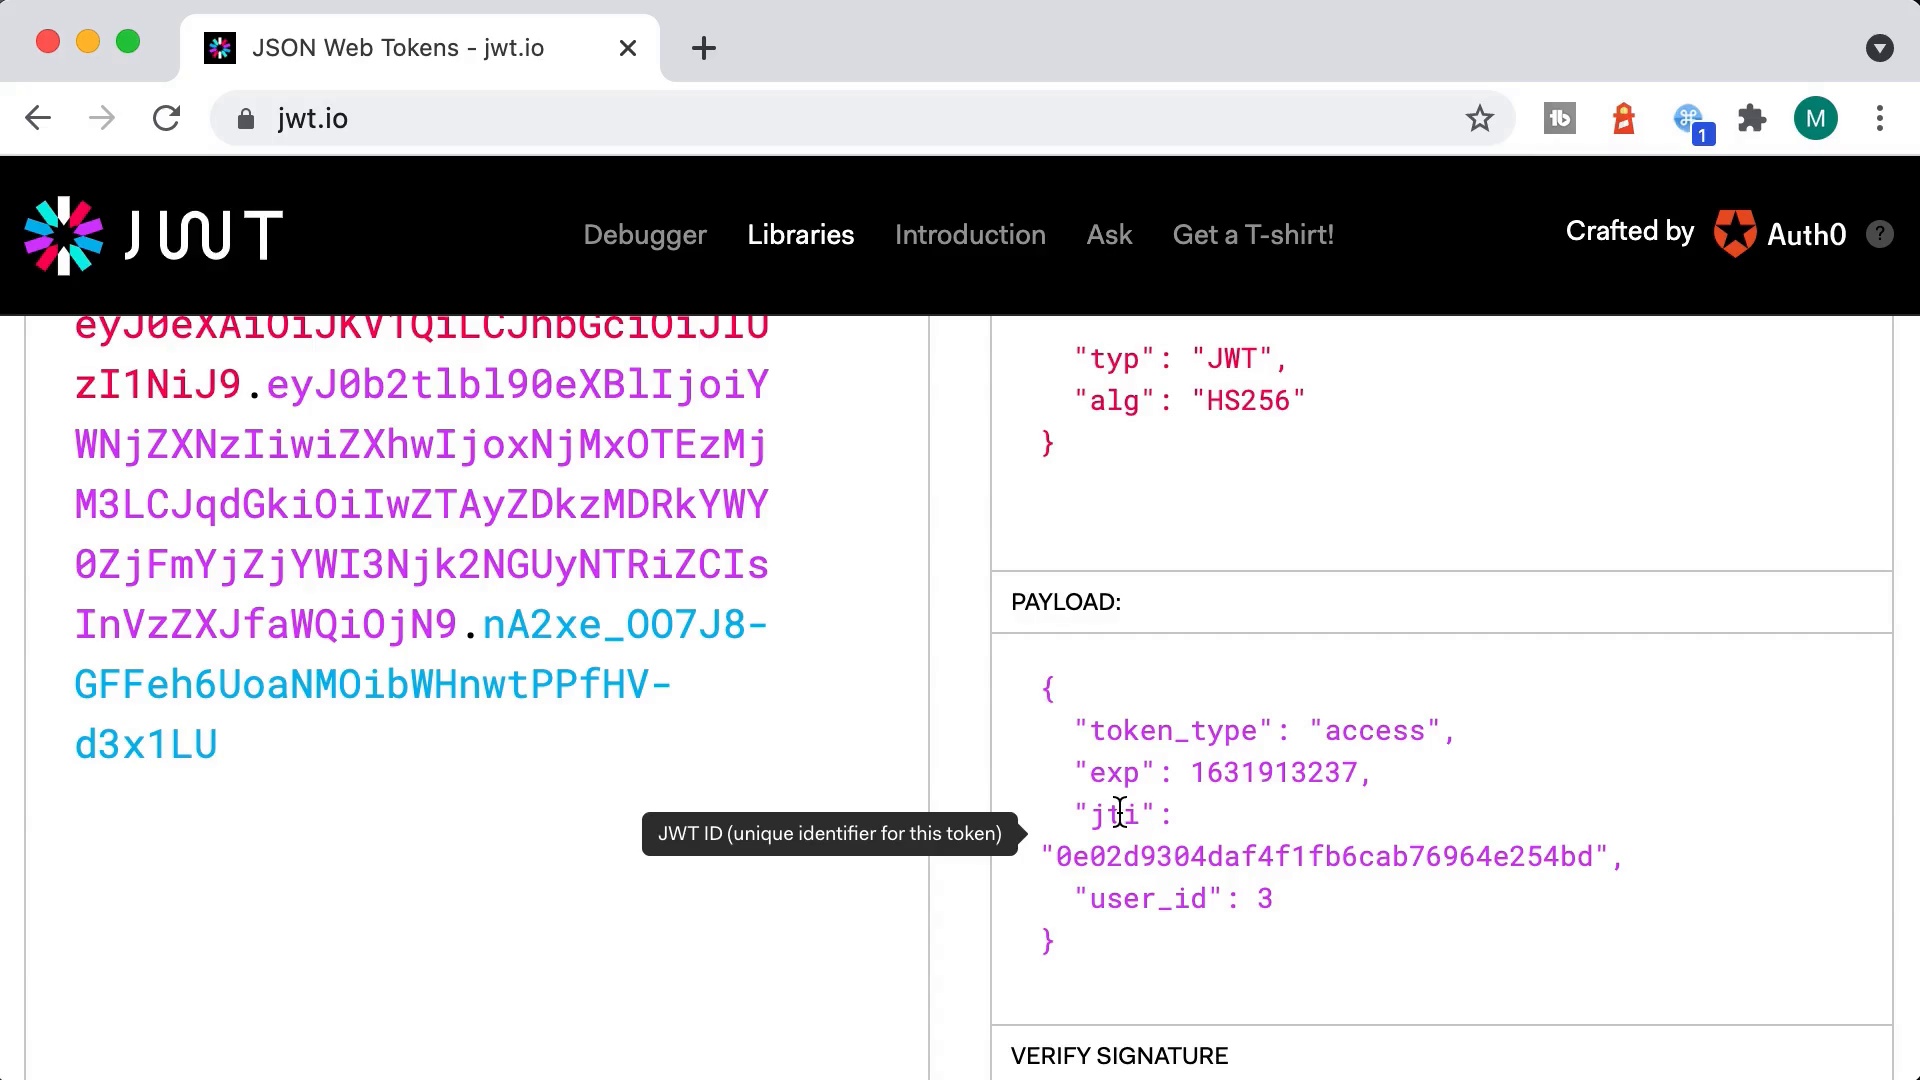 JSON Web Tokens - jwt.io
jwt.io
1
M
JWT
Debugger
Libraries
Introduction
Ask
Get a T-shirt!
Crafted by
Auth0
?
eyJ0eXAiOiJKV1QiLCJhbGciOiJIU
zI1NiJ9.eyJ0b2tlbl90eXBlIjoiY
WNjZXNzIiwiZXhwIjoxNjMxOTEzMj
M3LCJqdGkiOiIwZTAyZDkzMDRkYWY
0ZjFmYjZjYWI3Njk2NGUyNTRiZCIs
InVzZXJfaWQiOjN9.nA2xe_OO7J8-
GFFeh6UoaNMOibWHnwtPPfHV-
d3x1LU
"typ": "JWT",
"alg": "HS256"
}
PAYLOAD:
{
"token_type": "access",
"exp": 1631913237,
"jti":
JWT ID (unique identifier for this token)
"0e02d9304daf4f1fb6cab76964e254bd",
"user_id": 3
}
VERIFY SIGNATURE